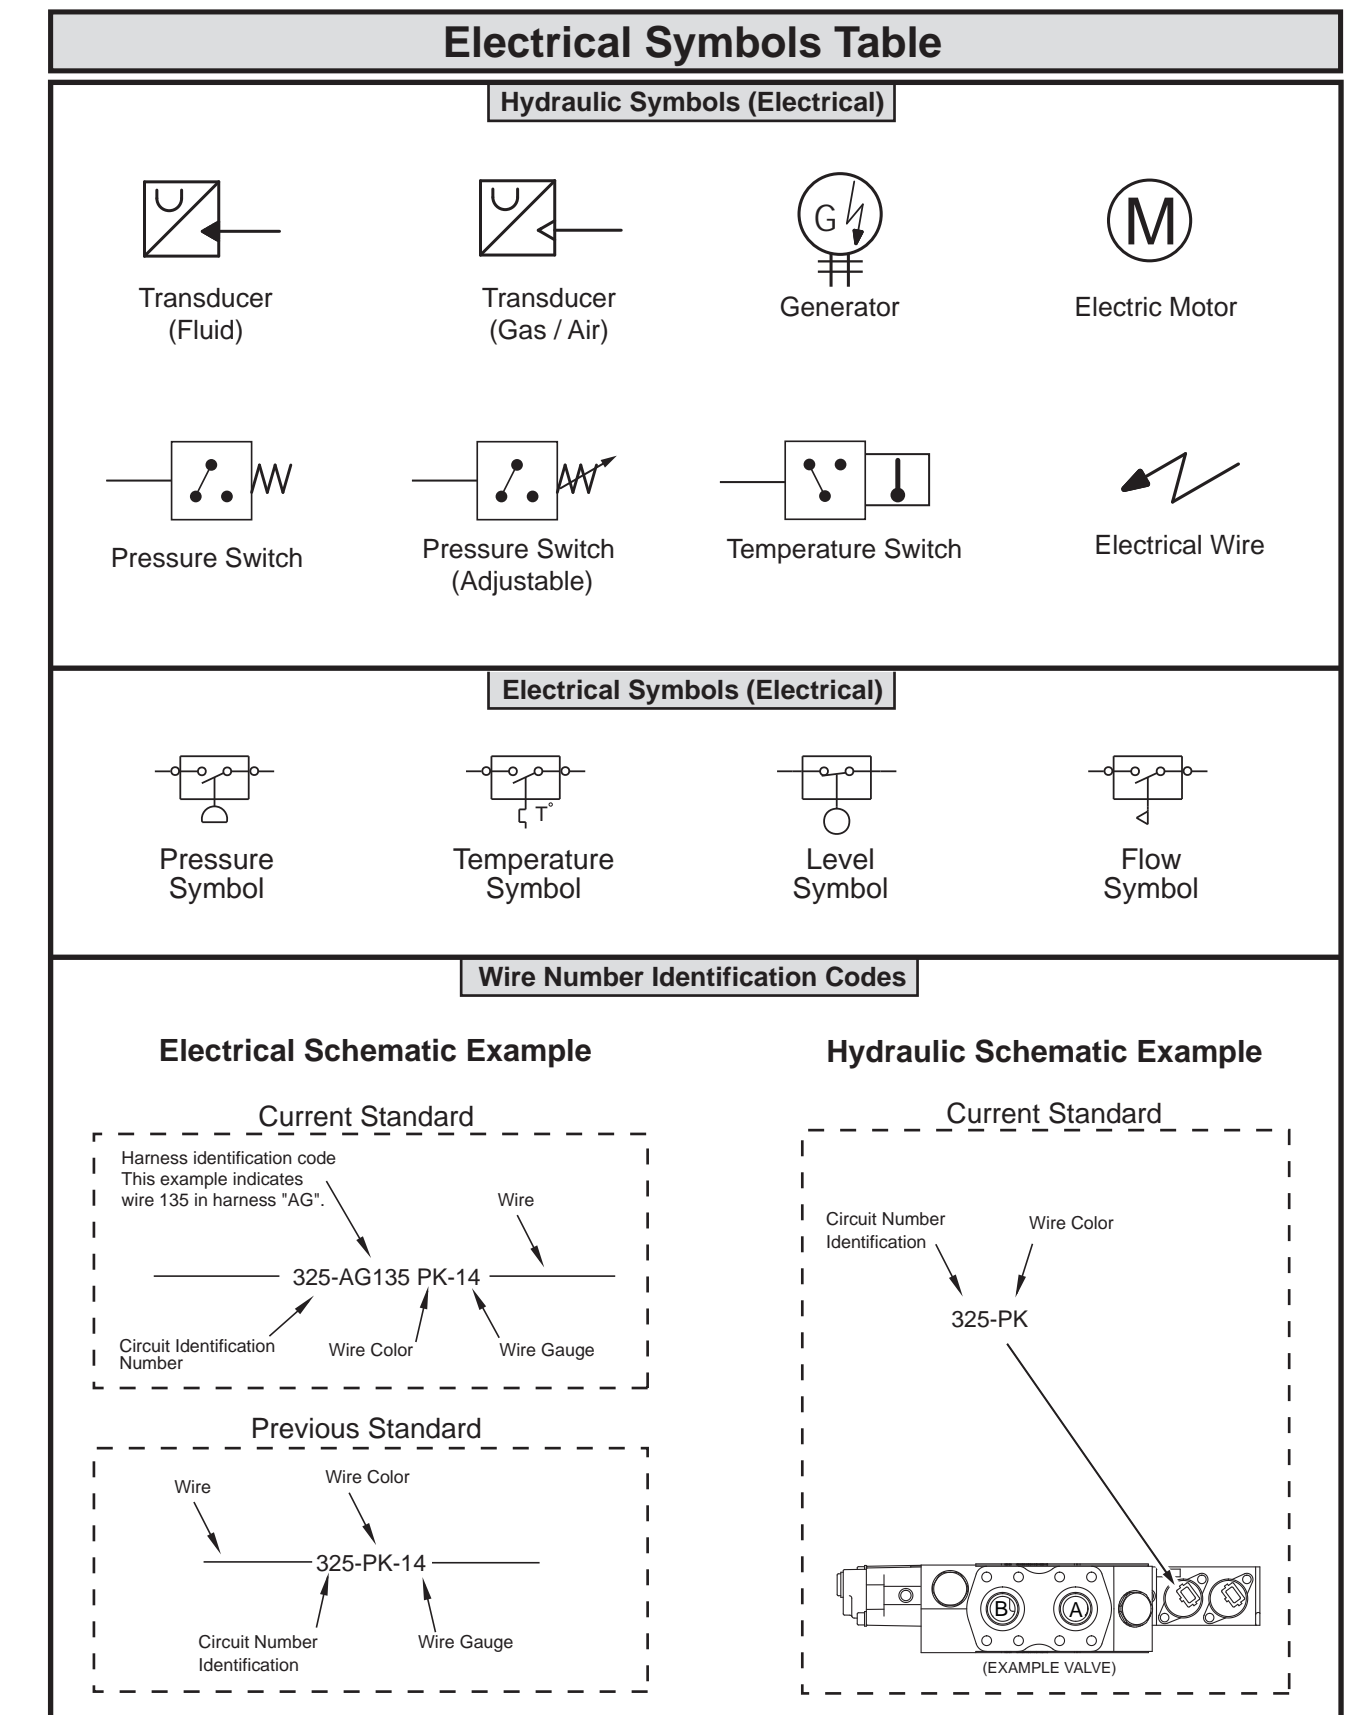 Electrical Symbols Table
Hydraulic Symbols (Electrical)
U
U
G
M
Transducer
(Fluid)
Transducer
(Gas / Air)
Generator
Electric Motor
Pressure Switch
Pressure Switch
(Adjustable)
Temperature Switch
Electrical Wire
Electrical Symbols (Electrical)
T°
Pressure
Symbol
Temperature
Symbol
Level
Symbol
Flow
Symbol
Wire Number Identification Codes
Electrical Schematic Example
Current Standard
Harness identification code
This example indicates
wire 135 in harness "AG".
Wire
325-AG135 PK-14
Circuit Identification
Number
Wire Color
Wire Gauge
Previous Standard
Wire
Wire Color
325-PK-14
Circuit Number
Identification
Wire Gauge
Hydraulic Schematic Example
Current Standard
Circuit Number
Identification
Wire Color
325-PK
B
A
(EXAMPLE VALVE)